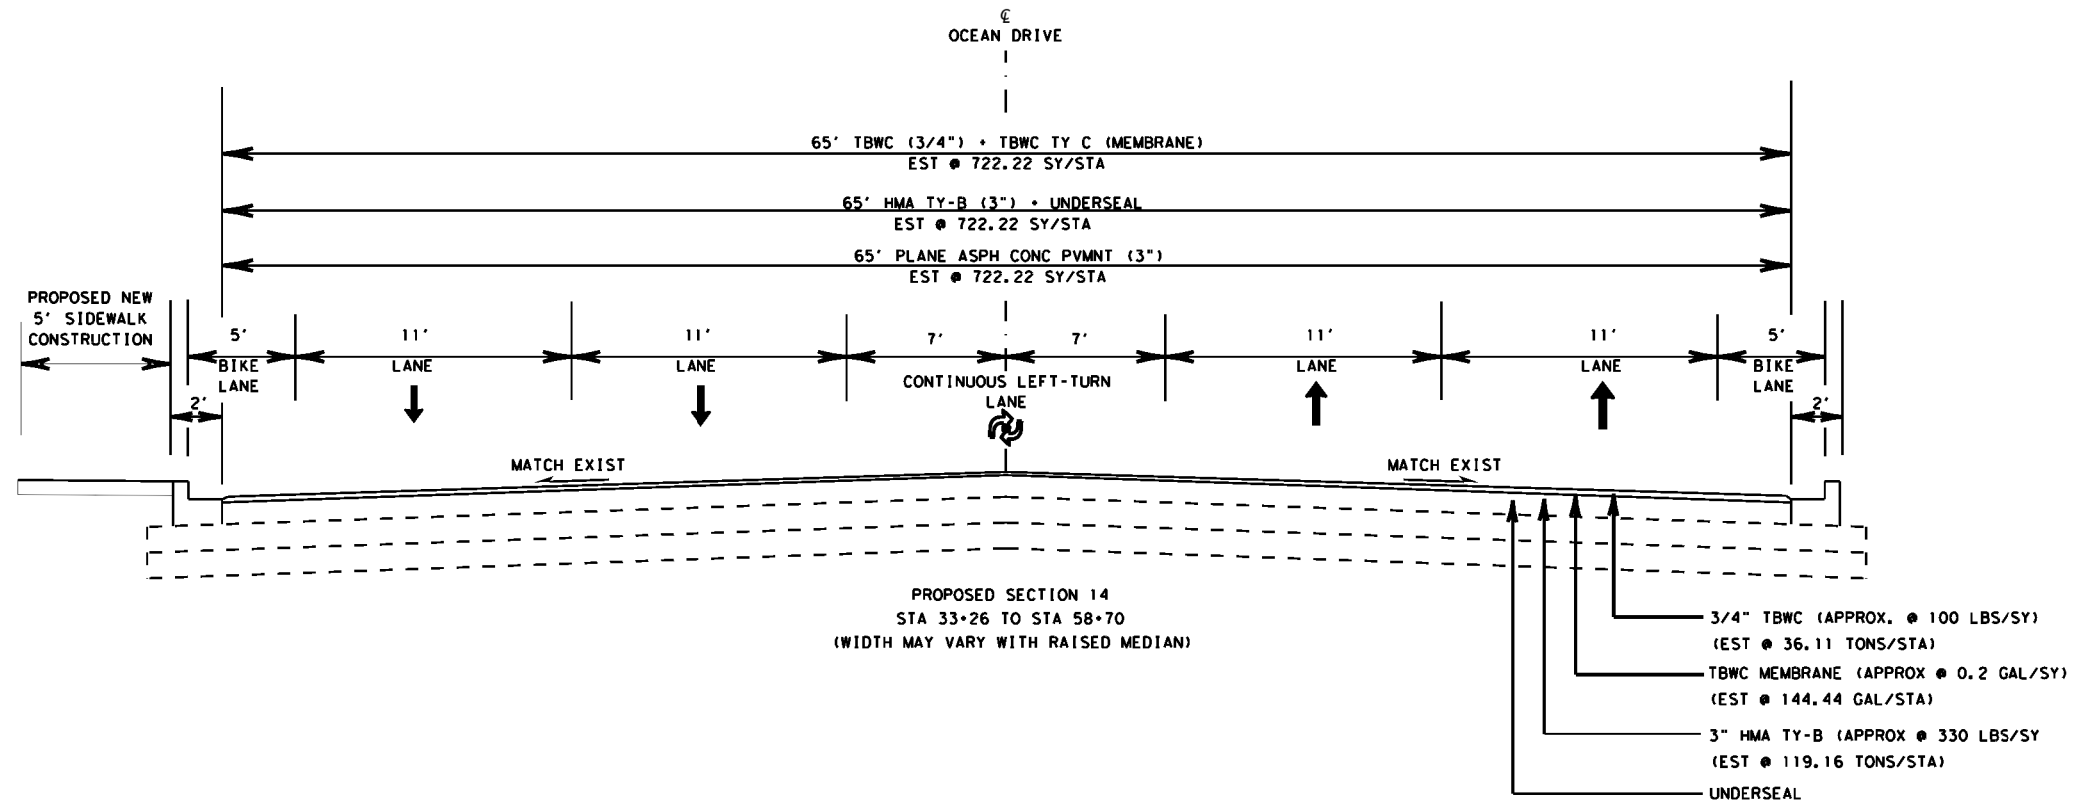 ℄
OCEAN DRIVE
65' TBWC (3/4") + TBWC TY C (MEMBRANE)
EST @ 722.22 SY/STA
65' HMA TY-B (3") + UNDERSEAL
EST @ 722.22 SY/STA
65' PLANE ASPH CONC PVMNT (3")
EST @ 722.22 SY/STA
PROPOSED NEW
5' SIDEWALK
CONSTRUCTION
5'
BIKE
LANE
11'
LANE
11'
LANE
7'
7'
CONTINUOUS LEFT-TURN
LANE
11'
LANE
11'
LANE
5'
BIKE
LANE
2'
2'
MATCH EXIST
MATCH EXIST
PROPOSED SECTION 14
STA 33+26 TO STA 58+70
(WIDTH MAY VARY WITH RAISED MEDIAN)
3/4" TBWC (APPROX. @ 100 LBS/SY)
(EST @ 36.11 TONS/STA)
TBWC MEMBRANE (APPROX @ 0.2 GAL/SY)
(EST @ 144.44 GAL/STA)
3" HMA TY-B (APPROX @ 330 LBS/SY
(EST @ 119.16 TONS/STA)
UNDERSEAL